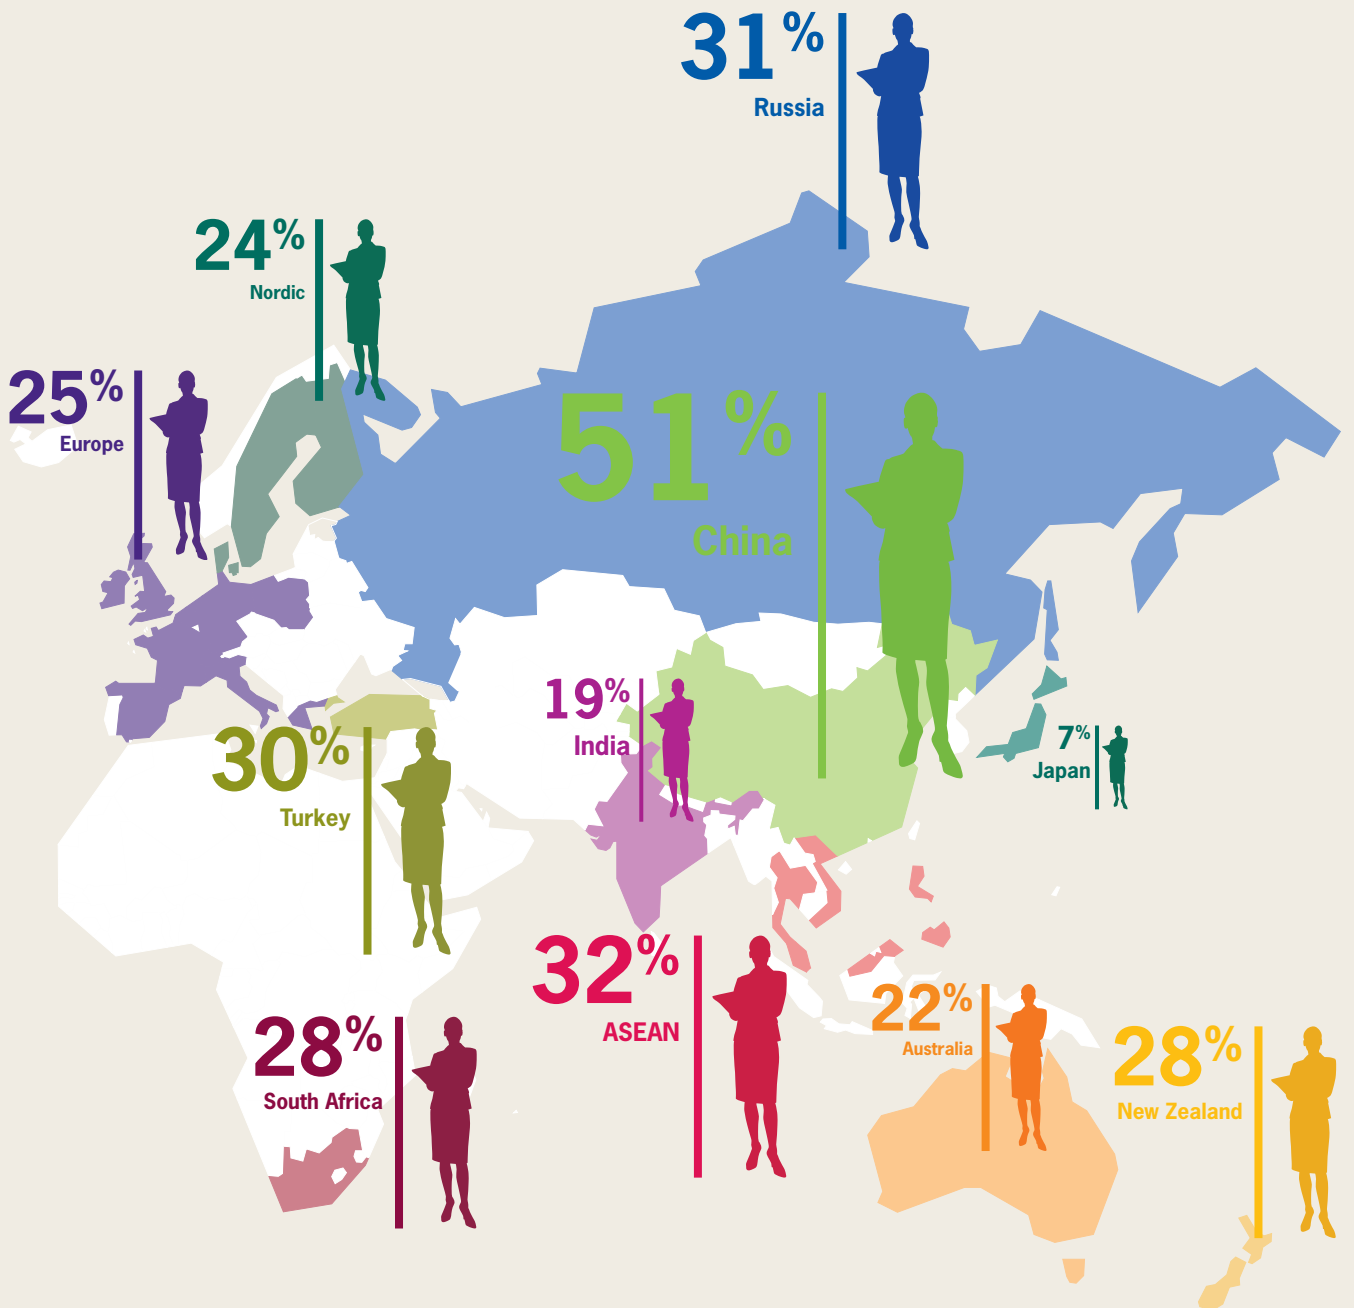 31%
Russia
24%
Nordic
25%
Europe
51%
China
19%
India
30%
Turkey
7%
Japan
32%
ASEAN
22%
Australia
28%
South Africa
28%
New Zealand